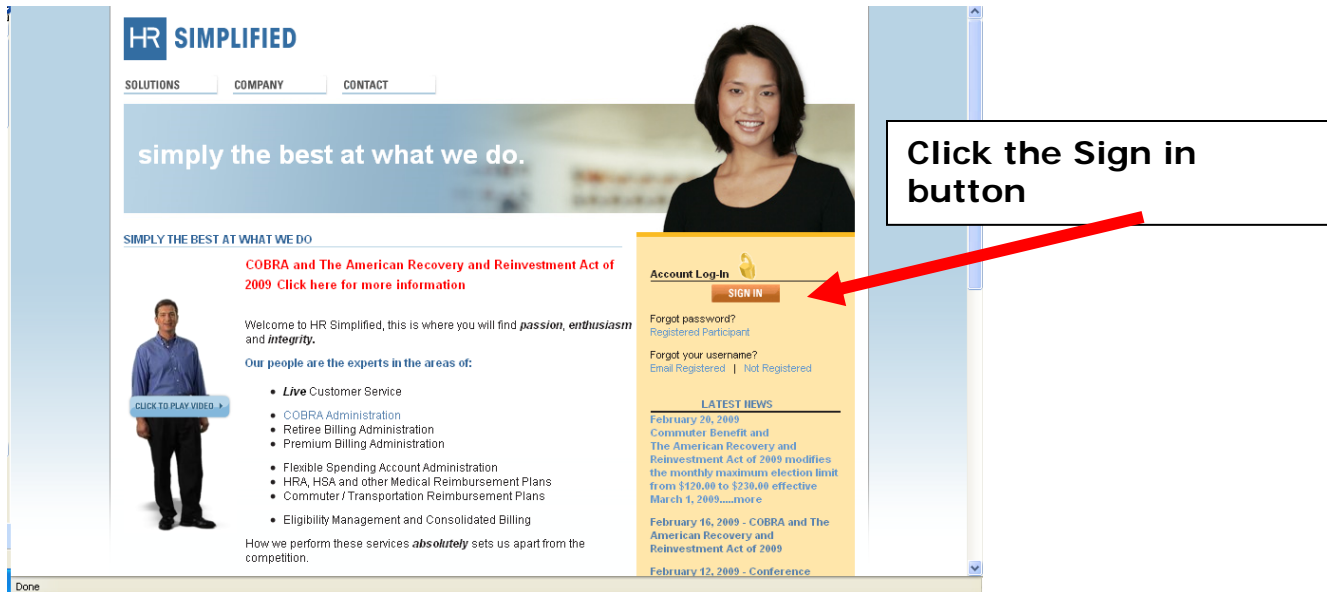 HR SIMPLIFIED
SOLUTIONS COMPANY CONTACT
simply the best at what we do.
Click the Sign in
button
SIMPLY THE BEST AT WHAT WE DO
COBRA and The American Recovery and Reinvestment Act of
2009 Click here for more information
Welcome to HR Simplified, this is where you will find passion, enthusiasm
and integrity.
Our people are the experts in the areas of:
• Live Customer Service
• COBRA Administration
• Retiree Billing Administration
• Premium Billing Administration
• Flexible Spending Account Administration
• HRA, HSA and other Medical Reimbursement Plans
• Commuter / Transportation Reimbursement Plans
• Eligibility Management and Consolidated Billing
How we perform these services absolutely sets us apart from the
competition.
CLICK TO PLAY VIDEO
Account Log-In
SIGN IN
Forgot password?
Registered Participant
Forgot your username?
Email Registered | Not Registered
LATEST NEWS
February 20, 2009
Commuter Benefit and
The American Recovery and
Reinvestment Act of 2009 modifies
the monthly maximum election limit
from $120.00 to $230.00 effective
March 1, 2009.....more
February 16, 2009 - COBRA and The
American Recovery and
Reinvestment Act of 2009
February 12, 2009 - Conference
Done